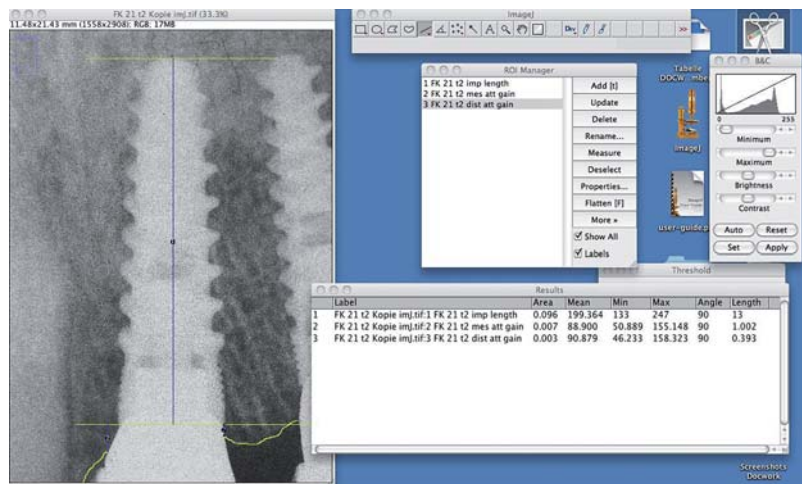 FK 21 t2 Kopie imJ.tif (33.3%)
11.48x21.43 mm (1558x2908); RGB; 17MB
ImageJ
A
Dev
>>
Tabelle
DOCW
ImageJ
user-guide.p
ROI Manager
1 FK 21 t2 imp length
2 FK 21 t2 mes att gain
3 FK 21 t2 dist att gain
Add [t]
Update
Delete
Rename...
Measure
Deselect
Properties...
Flatten [F]
More »
Show All
Labels
B&C
0 255
Minimum
Maximum
Brightness
Contrast
Auto Reset
Set Apply
Threshold
Results
Label Area Mean Min Max Angle Length
1 FK 21 t2 Kopie imJ.tif:1 FK 21 t2 imp length 0.096 199.364 133 247 90 13
2 FK 21 t2 Kopie imJ.tif:2 FK 21 t2 mes att gain 0.007 88.900 50.889 155.148 90 1.002
3 FK 21 t2 Kopie imJ.tif:3 FK 21 t2 dist att gain 0.003 90.879 46.233 158.323 90 0.393
Screenshots
Docwork